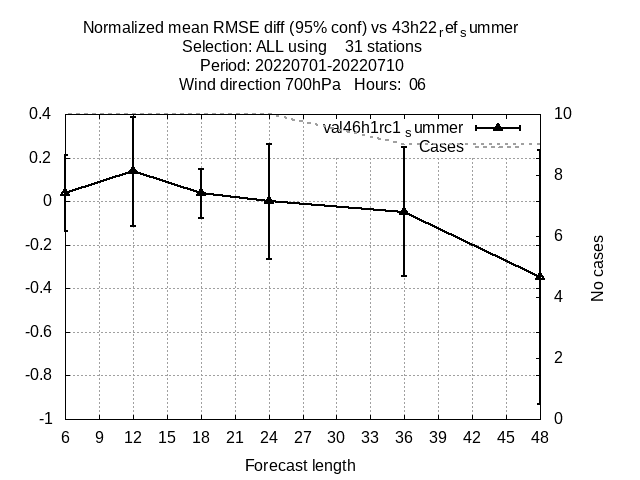 Normalized mean RMSE diff (95% conf) vs 43h22refsummer
Selection: ALL using    31 stations
Period: 20220701-20220710
Wind direction 700hPa   Hours:  06
val46h1rc1summer
Cases
0.4
0.2
0
-0.2
-0.4
-0.6
-0.8
-1
10
8
6
4
2
0
No cases
6 9 12 15 18 21 24 27 30 33 36 39 42 45 48
Forecast length